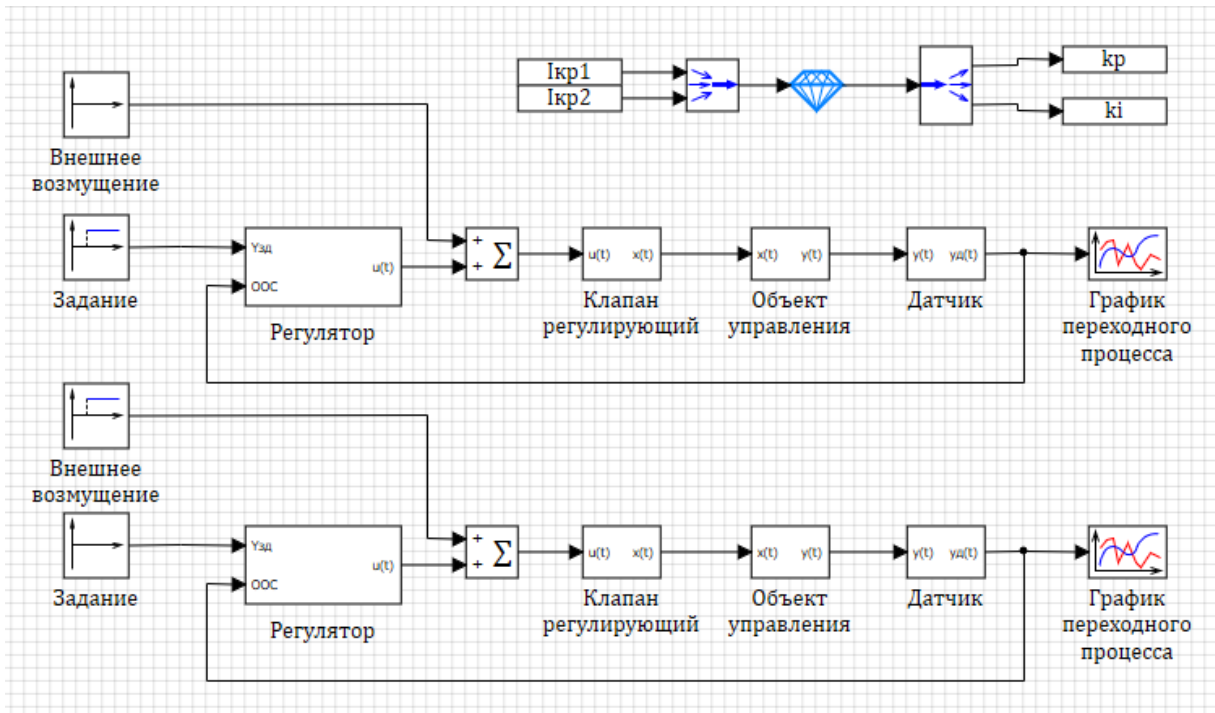 Iкр1
Iкр2
kp
ki
Внешнее
возмущение
Yзд
ООС
u(t)
+
+
Σ
u(t) x(t)
x(t) y(t)
y(t) yд(t)
Задание
Регулятор
Клапан
регулирующий
Объект
управления
Датчик
График
переходного
процесса
Внешнее
возмущение
Yзд
ООС
u(t)
+
+
Σ
u(t) x(t)
x(t) y(t)
y(t) yд(t)
Задание
Регулятор
Клапан
регулирующий
Объект
управления
Датчик
График
переходного
процесса